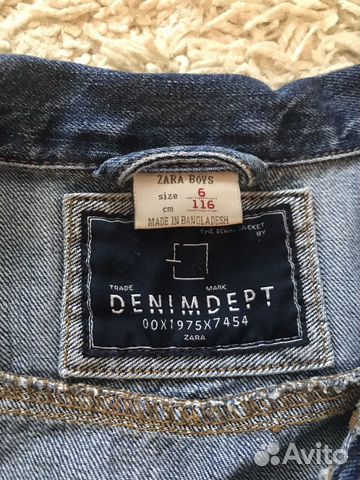 ZARA BOYS
size 6
cm 116
MADE IN BANGLADESH
THE DENIM JACKET
BY
TRADE MARK
DENIMDEPT
00X1975X7454
ZARA
Avito